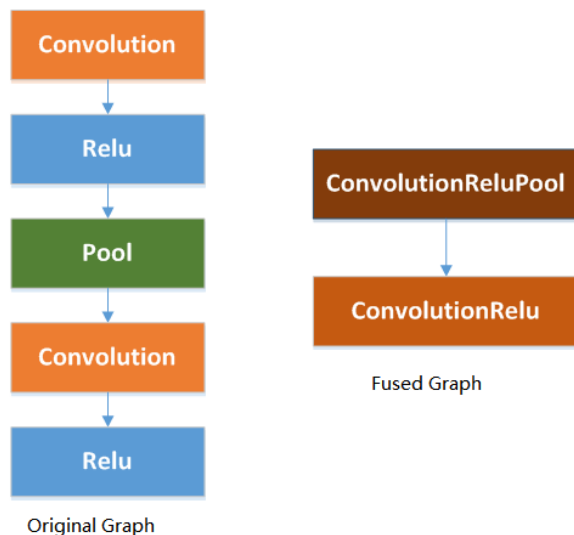 Convolution
Relu
Pool
Convolution
Relu
Original Graph
ConvolutionReluPool
ConvolutionRelu
Fused Graph